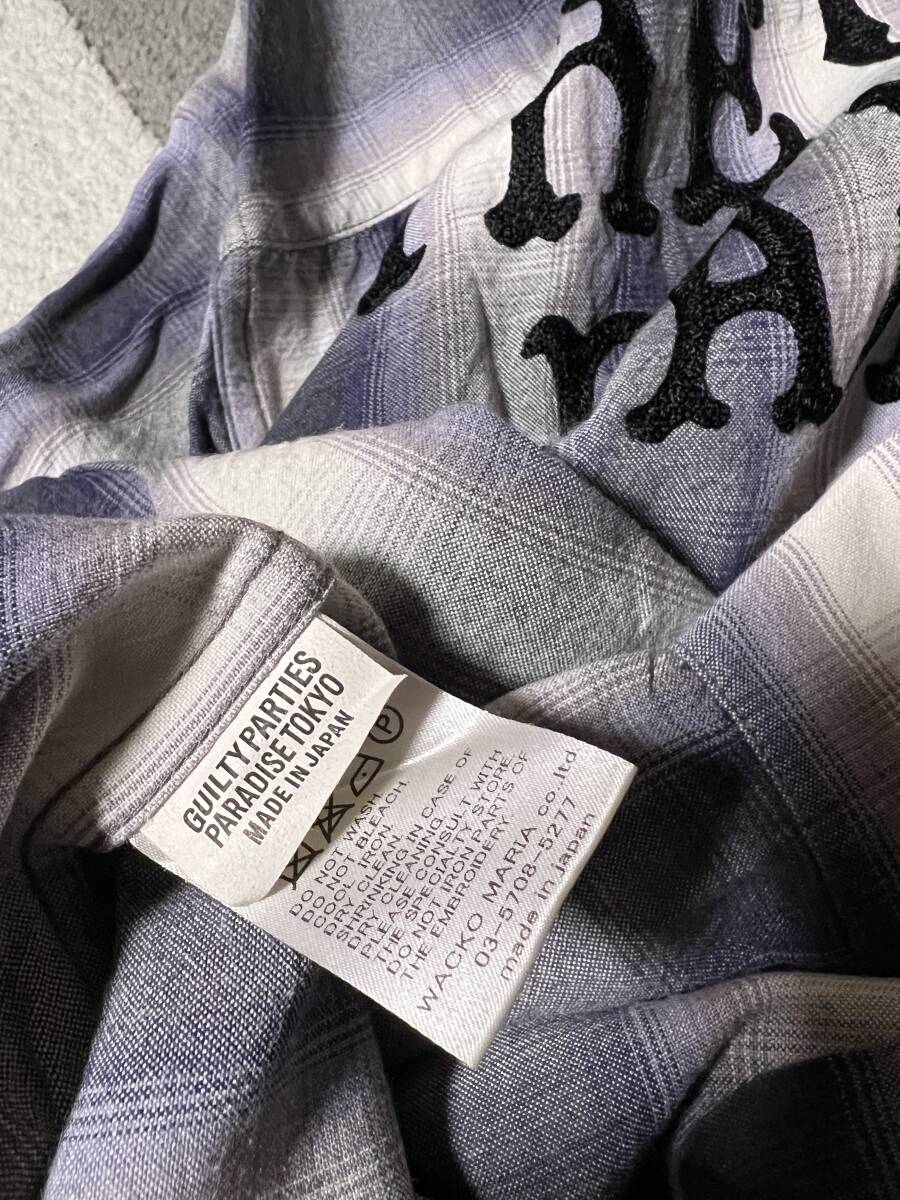 GUILTY PARTIES
PARADISE TOKYO
MADE IN JAPAN
P
DO NOT WASH.
DO NOT BLEACH.
COOL IRON.
DRY CLEAN.
SHRINKING IN CASE OF
DRY CLEANING.
PLEASE CONSULT WITH
THE SPECIALTY STORE.
DO NOT IRON PARTS OF
THE EMBROIDERY
WACKO MARIA co.ltd
03-5708-5277
made in Japan